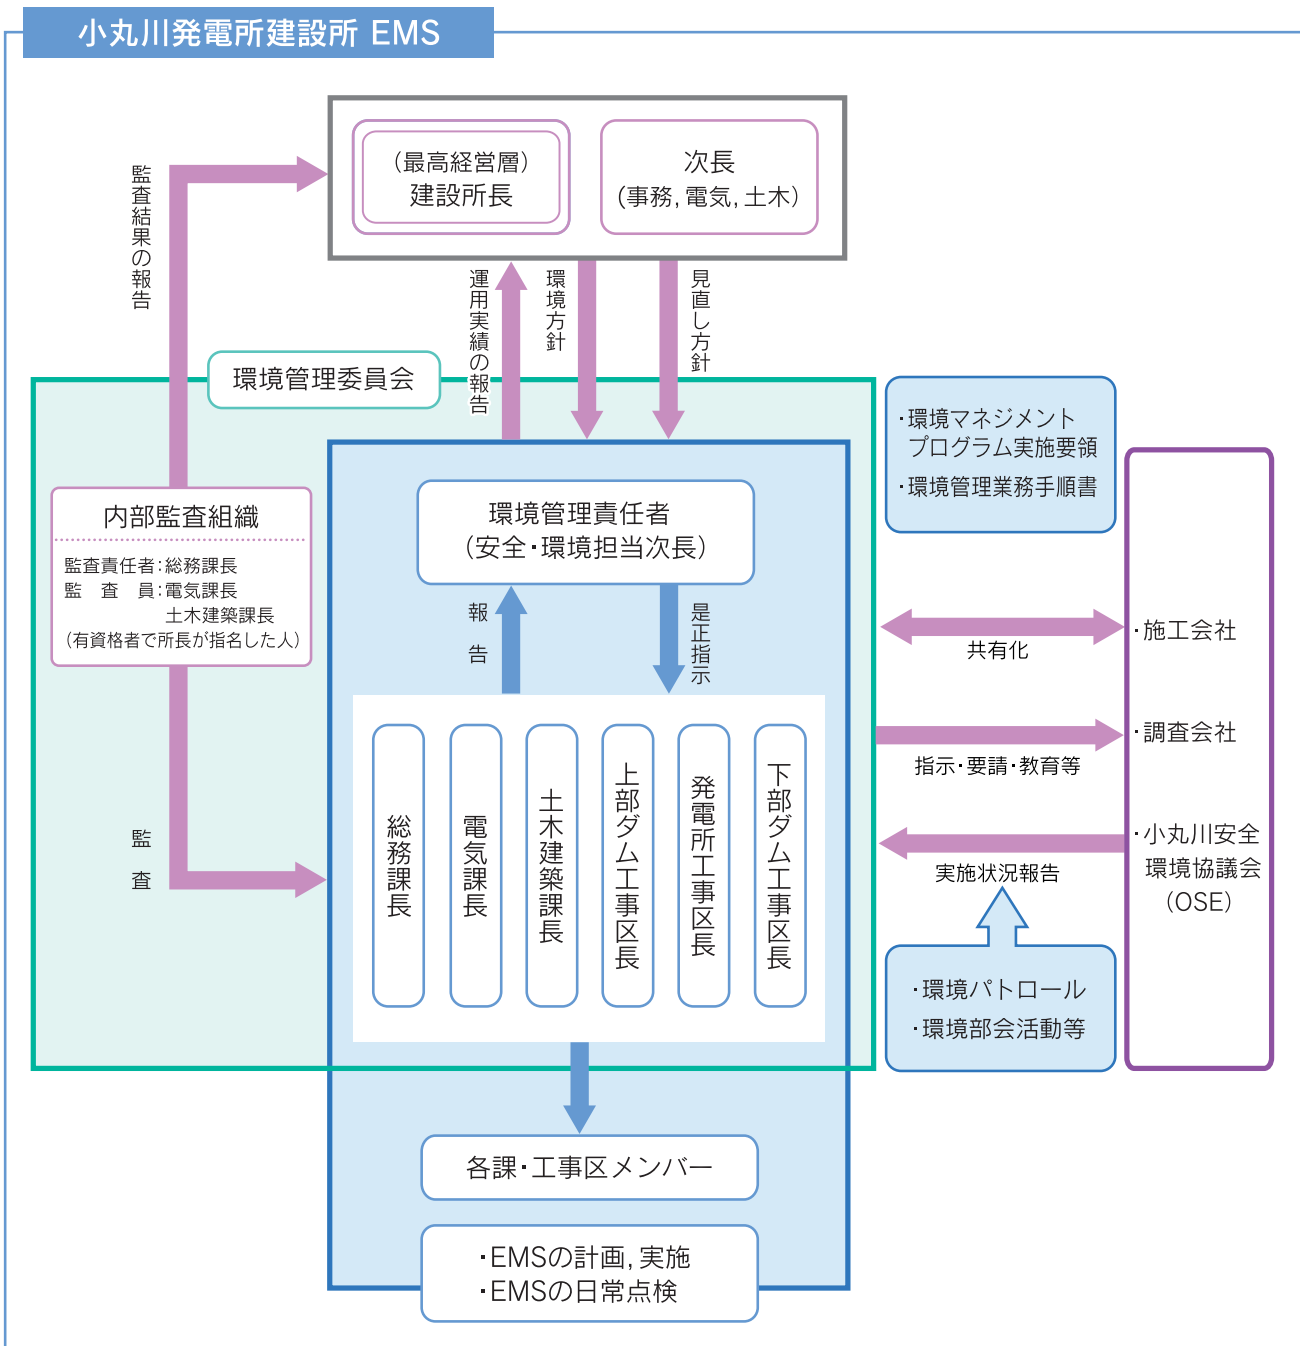 小丸川発電所建設所 EMS
（最高経営層）
建設所長
次長
（事務，電気，土木）
監査結果の報告
運用実績の報告
環境方針
見直し方針
環境管理委員会
・環境マネジメント
プログラム実施要領
・環境管理業務手順書
内部監査組織
監査責任者：総務課長
監　査　員：電気課長
土木建築課長
（有資格者で所長が指名した人）
環境管理責任者
（安全・環境担当次長）
報告
是正指示
共有化
・施工会社
指示・要請・教育等
・調査会社
実施状況報告
・小丸川安全
環境協議会
（OSE）
監査
総務課長
電気課長
土木建築課長
上部ダム工事区長
発電所工事区長
下部ダム工事区長
・環境パトロール
・環境部会活動等
各課・工事区メンバー
・EMSの計画，実施
・EMSの日常点検